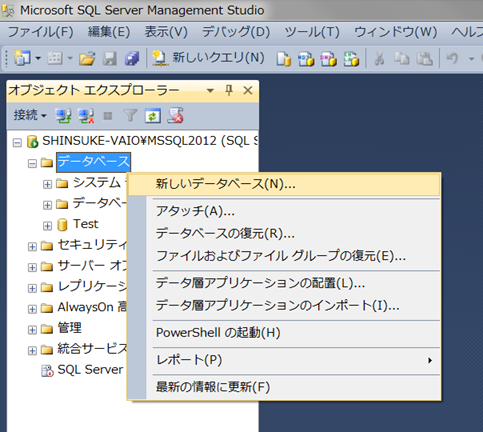 Microsoft SQL Server Management Studio
ファイル(F) 編集(E) 表示(V) デバッグ(D) ツール(T) ウィンドウ(W) ヘル
新しいクエリ(N)
オブジェクト エクスプローラー
接続
SHINSUKE-VAIO¥MSSQL2012 (SQL S
データベース
システム
データベー
Test
セキュリティ
サーバー オブ
レプリケーシ
AlwaysOn 高
管理
統合サービス
SQL Server
新しいデータベース(N)...
アタッチ(A)...
データベースの復元(R)...
ファイルおよびファイル グループの復元(E)...
データ層アプリケーションの配置(L)...
データ層アプリケーションのインポート(I)...
PowerShell の起動(H)
レポート(P)
最新の情報に更新(F)